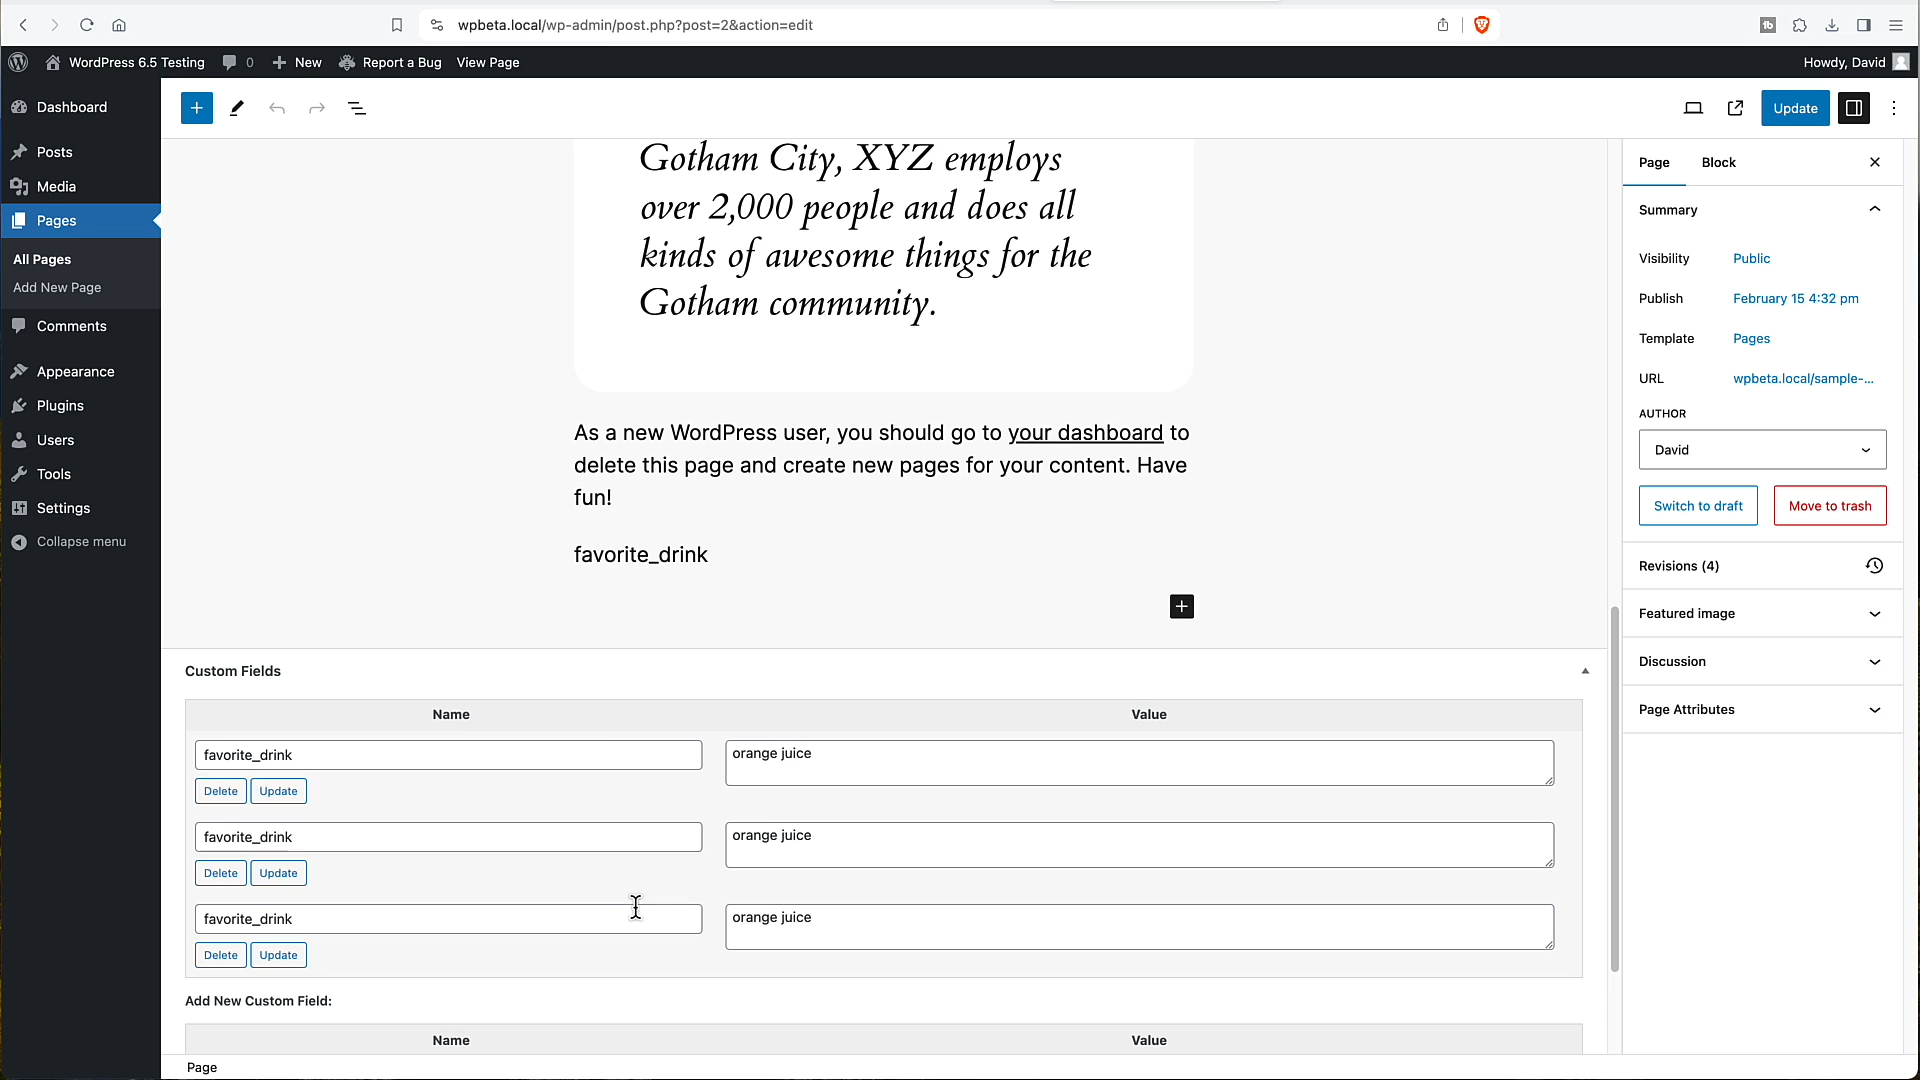 wpbeta.local/wp-admin/post.php?post=2&action=edit
tb
WordPress 6.5 Testing 0 New Report a Bug View Page Howdy, David
Dashboard
Posts
Media
Pages
All Pages
Add New Page
Comments
Appearance
Plugins
Users
Tools
Settings
Collapse menu
Update
Gotham City, XYZ employs
over 2,000 people and does all
kinds of awesome things for the
Gotham community.
As a new WordPress user, you should go to your dashboard to
delete this page and create new pages for your content. Have
fun!
favorite_drink
Custom Fields
Name Value
favorite_drink orange juice
Delete Update
favorite_drink orange juice
Delete Update
favorite_drink orange juice
Delete Update
Add New Custom Field:
Name Value
Page
Page Block
Summary
Visibility Public
Publish February 15 4:32 pm
Template Pages
URL wpbeta.local/sample-...
AUTHOR
David
Switch to draft Move to trash
Revisions (4)
Featured image
Discussion
Page Attributes